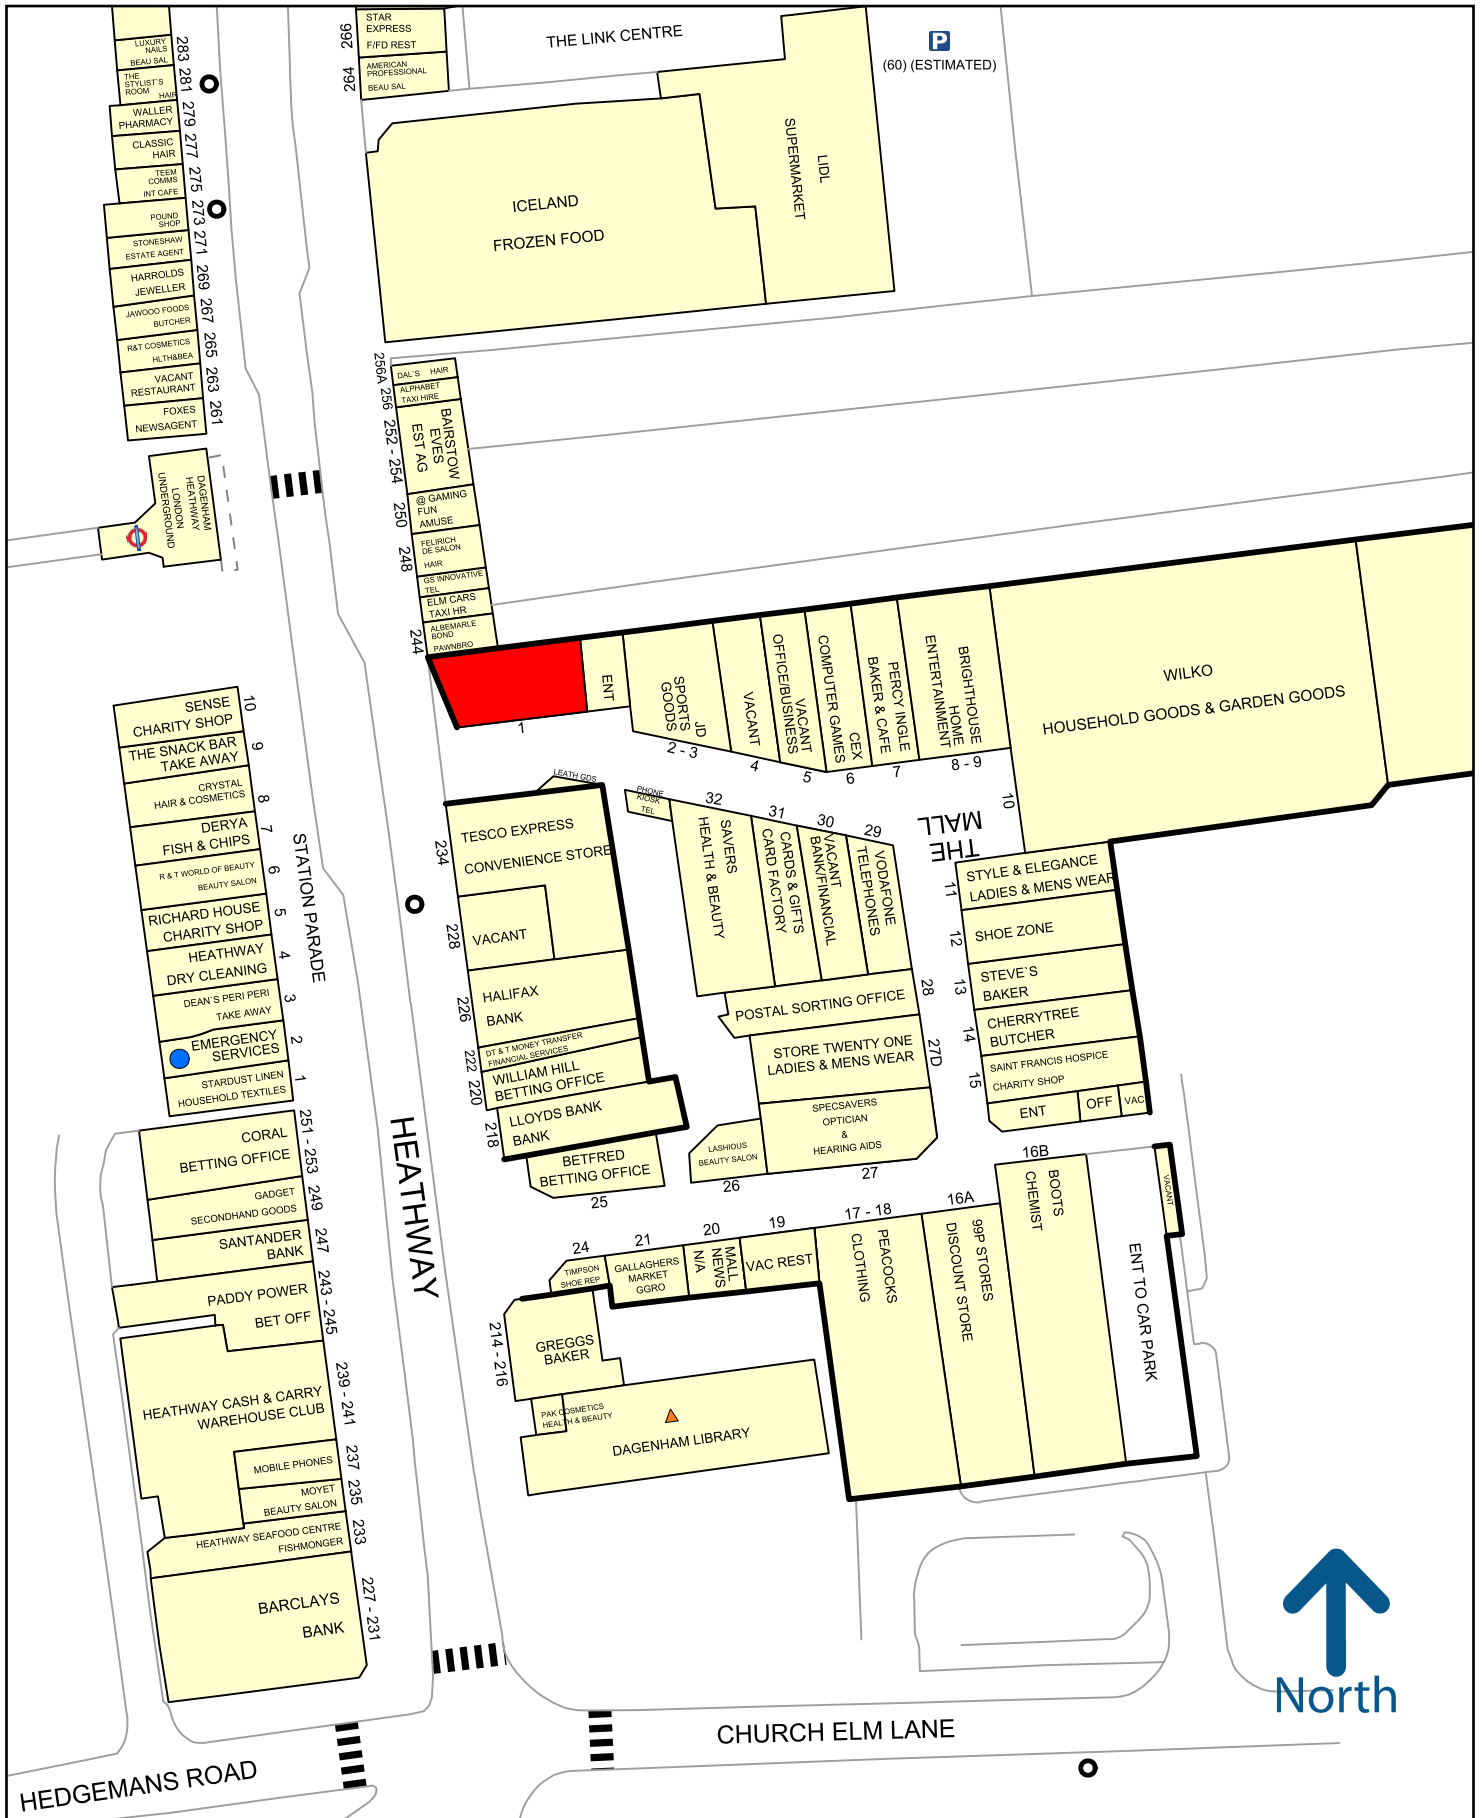 LUXURY
NAILS
BEAU SAL
283
THE
STYLIST`S
ROOM
HAIR
281
WALLER
PHARMACY
279
CLASSIC
HAIR
277
TEEM
COMMS
INT CAFE
275
POUND
SHOP
273
STONESHAW
ESTATE AGENT
271
HARROLDS
JEWELLER
269
JAWOOO FOODS
BUTCHER
267
R&T COSMETICS
HLTH&BEA
265
VACANT
RESTAURANT
263
FOXES
NEWSAGENT
261
DAGENHAM
HEATHWAY
LONDON
UNDERGROUND
266
STAR
EXPRESS
F/FD REST
264
AMERICAN
PROFESSIONAL
BEAU SAL
THE LINK CENTRE
P
(60) (ESTIMATED)
ICELAND
FROZEN FOOD
LIDL
SUPERMARKET
256A
DAL`S HAIR
256
ALPHABET
TAXI HIRE
252 - 254
BAIRSTOW
EVES
EST AG
250
@ GAMING
FUN
AMUSE
248
FELIRICH
DE SALON
HAIR
GS INNOVATIVE
TEL
ELM CARS
TAXI HR
244
ALBEMARLE
BOND
PAWNBRO
1
ENT
JD
SPORTS
GOODS
2 - 3
VACANT
4
VACANT
OFFICE/BUSINESS
5
CEX
COMPUTER GAMES
6
PERCY INGLE
BAKER & CAFE
7
BRIGHTHOUSE
HOME
ENTERTAINMENT
8 - 9
WILKO
HOUSEHOLD GOODS & GARDEN GOODS
10
THE
MALL
SENSE
CHARITY SHOP
10
THE SNACK BAR
TAKE AWAY
9
CRYSTAL
HAIR & COSMETICS
8
DERYA
FISH & CHIPS
7
R & T WORLD OF BEAUTY
BEAUTY SALON
6
RICHARD HOUSE
CHARITY SHOP
5
HEATHWAY
DRY CLEANING
4
DEAN`S PERI PERI
TAKE AWAY
3
EMERGENCY
SERVICES
2
STARDUST LINEN
HOUSEHOLD TEXTILES
1
STATION PARADE
LEATH GDS
TESCO EXPRESS
CONVENIENCE STORE
234
VACANT
228
HALIFAX
BANK
226
DT & T MONEY TRANSFER
FINANCIAL SERVICES
222
WILLIAM HILL
BETTING OFFICE
220
LLOYDS BANK
BANK
218
BETFRED
BETTING OFFICE
25
PHONE
KIOSK
TEL
32
SAVERS
HEALTH & BEAUTY
31
CARDS & GIFTS
CARD FACTORY
30
VACANT
BANK/FINANCIAL
29
VODAFONE
TELEPHONES
POSTAL SORTING OFFICE
28
STORE TWENTY ONE
LADIES & MENS WEAR
27D
SPECSAVERS
OPTICIAN
&
HEARING AIDS
27
LASHIOUS
BEAUTY SALON
26
STYLE & ELEGANCE
LADIES & MENS WEAR
11
SHOE ZONE
12
STEVE`S
BAKER
13
CHERRYTREE
BUTCHER
14
SAINT FRANCIS HOSPICE
CHARITY SHOP
15
ENT
OFF
VAC
16B
BOOTS
CHEMIST
VACANT
ENT TO CAR PARK
16A
99P STORES
DISCOUNT STORE
17 - 18
PEACOCKS
CLOTHING
19
VAC REST
20
MALL
NEWS
N/A
21
GALLAGHERS
MARKET
GGRO
24
TIMPSON
SHOE REP
214 - 216
GREGGS
BAKER
PAK COSMETICS
HEALTH & BEAUTY
DAGENHAM LIBRARY
HEATHWAY
CORAL
BETTING OFFICE
251 - 253
GADGET
SECONDHAND GOODS
249
SANTANDER
BANK
247
PADDY POWER
BET OFF
243 - 245
HEATHWAY CASH & CARRY
WAREHOUSE CLUB
239 - 241
MOBILE PHONES
237
MOYET
BEAUTY SALON
235
HEATHWAY SEAFOOD CENTRE
FISHMONGER
233
BARCLAYS
BANK
227 - 231
North
CHURCH ELM LANE
HEDGEMANS ROAD